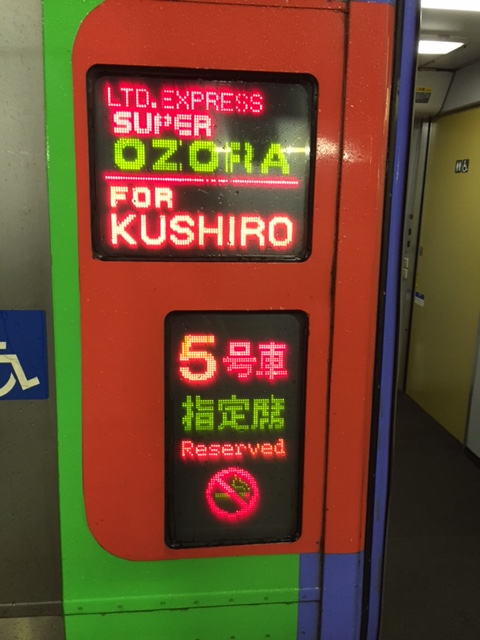 LTD.EXPRESS
SUPER
OZORA
FOR
KUSHIRO
5号車
指定席
Reserved